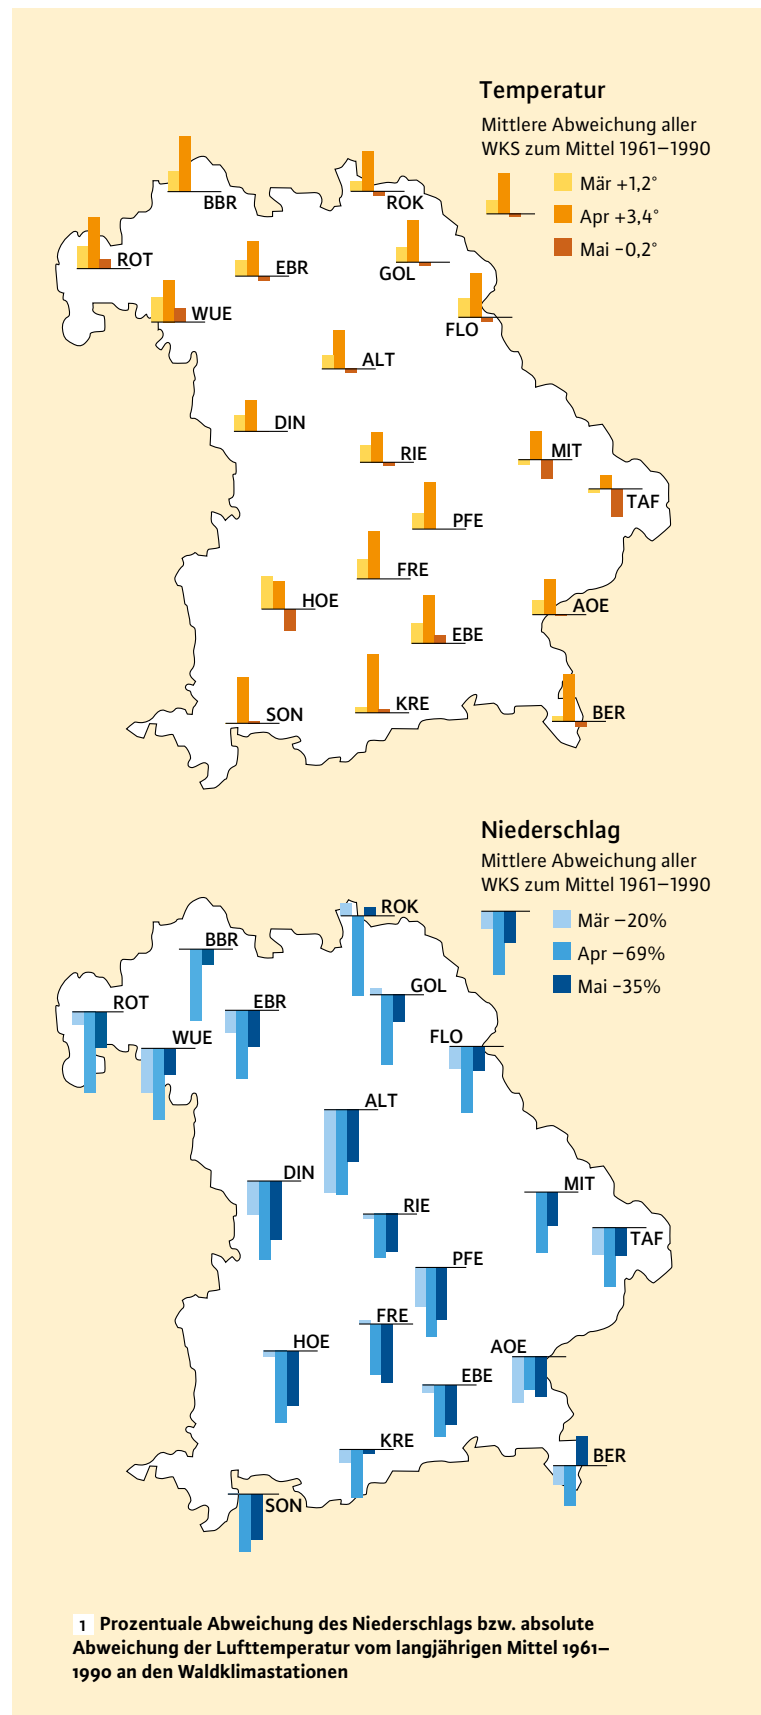 Temperatur
Mittlere Abweichung aller
WKS zum Mittel 1961–1990
Mär +1,2°
Apr +3,4°
Mai –0,2°
BBR
ROK
ROT
EBR
GOL
WUE
FLO
ALT
DIN
RIE
MIT
TAF
PFE
FRE
HOE
AOE
EBE
SON
KRE
BER
Niederschlag
Mittlere Abweichung aller
WKS zum Mittel 1961–1990
Mär –20%
Apr –69%
Mai –35%
ROK
BBR
GOL
ROT
EBR
WUE
FLO
ALT
DIN
MIT
RIE
TAF
PFE
FRE
HOE
AOE
EBE
KRE
BER
SON
1 Prozentuale Abweichung des Niederschlags bzw. absolute
Abweichung der Lufttemperatur vom langjährigen Mittel 1961–
1990 an den Waldklimastationen